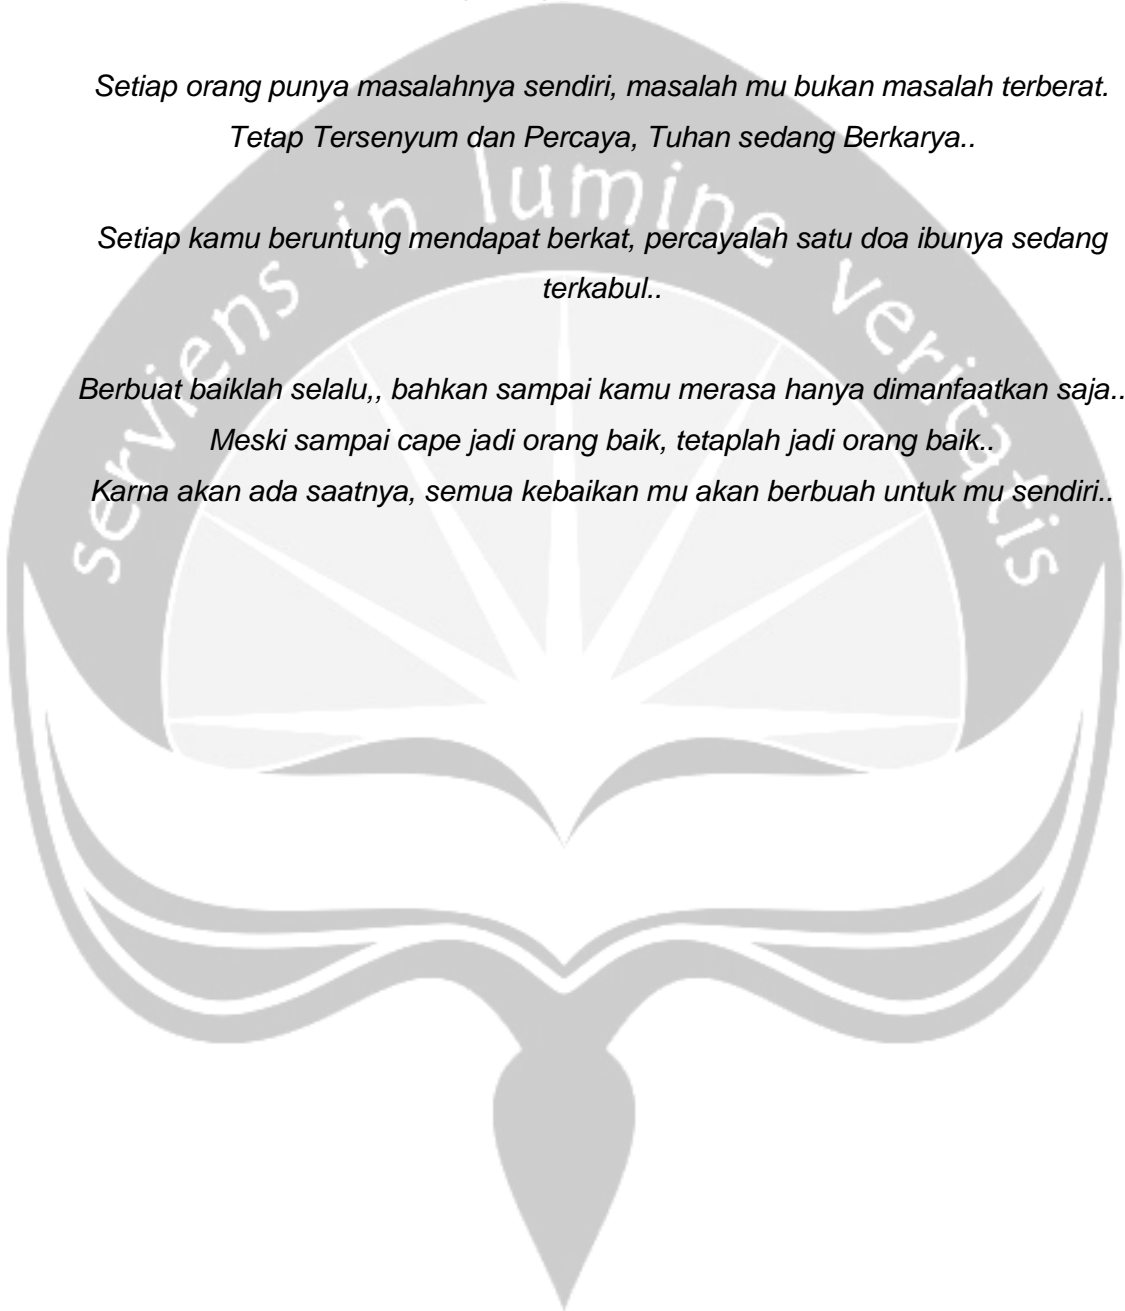 Setiap orang punya masalahnya sendiri, masalah mu bukan masalah terberat.
Tetap Tersenyum dan Percaya, Tuhan sedang Berkarya..
serviens in lumine veritatis
Setiap kamu beruntung mendapat berkat, percayalah satu doa ibunya sedang
terkabul..
Berbuat baiklah selalu,, bahkan sampai kamu merasa hanya dimanfaatkan saja..
Meski sampai cape jadi orang baik, tetaplah jadi orang baik..
Karna akan ada saatnya, semua kebaikan mu akan berbuah untuk mu sendiri..